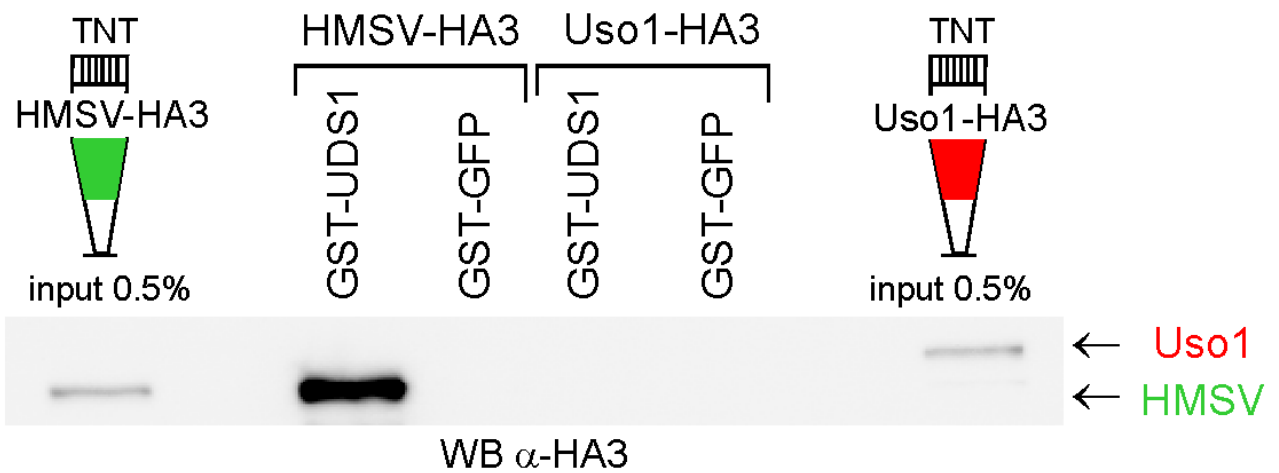 TNT
HMSV-HA3
input 0.5%
HMSV-HA3
GST-UDS1
GST-GFP
Uso1-HA3
GST-UDS1
GST-GFP
TNT
Uso1-HA3
input 0.5%
← Uso1
← HMSV
WB α-HA3